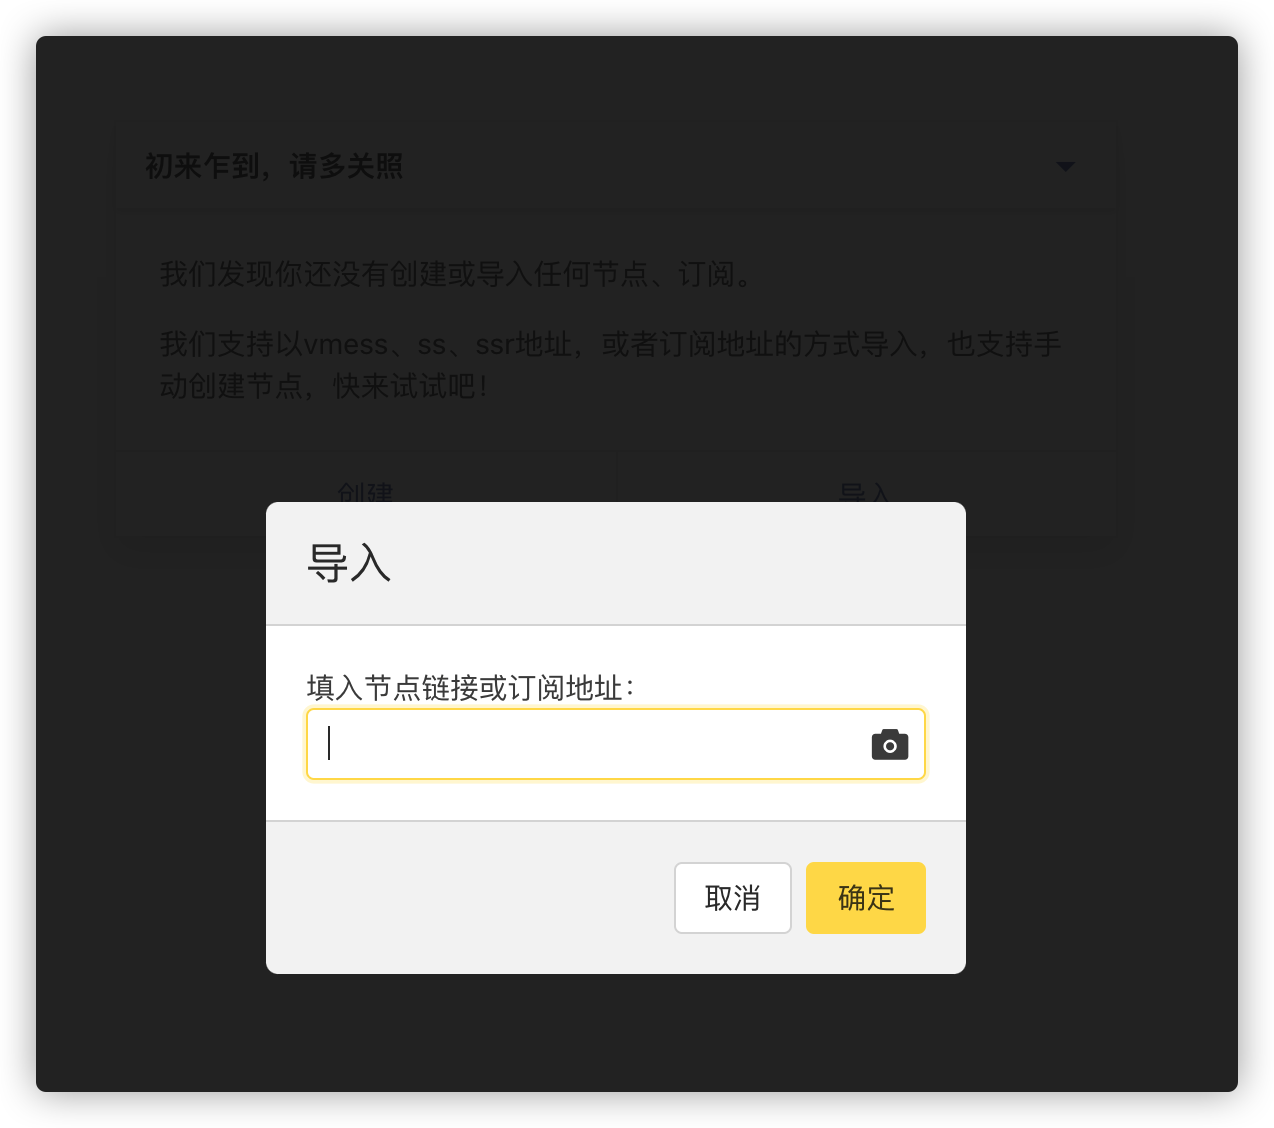 初来乍到，请多关照
我们发现你还没有创建或导入任何节点、订阅。
我们支持以vmess、ss、ssr地址，或者订阅地址的方式导入，也支持手
动创建节点，快来试试吧！
创建
导入
导入
填入节点链接或订阅地址：
取消
确定